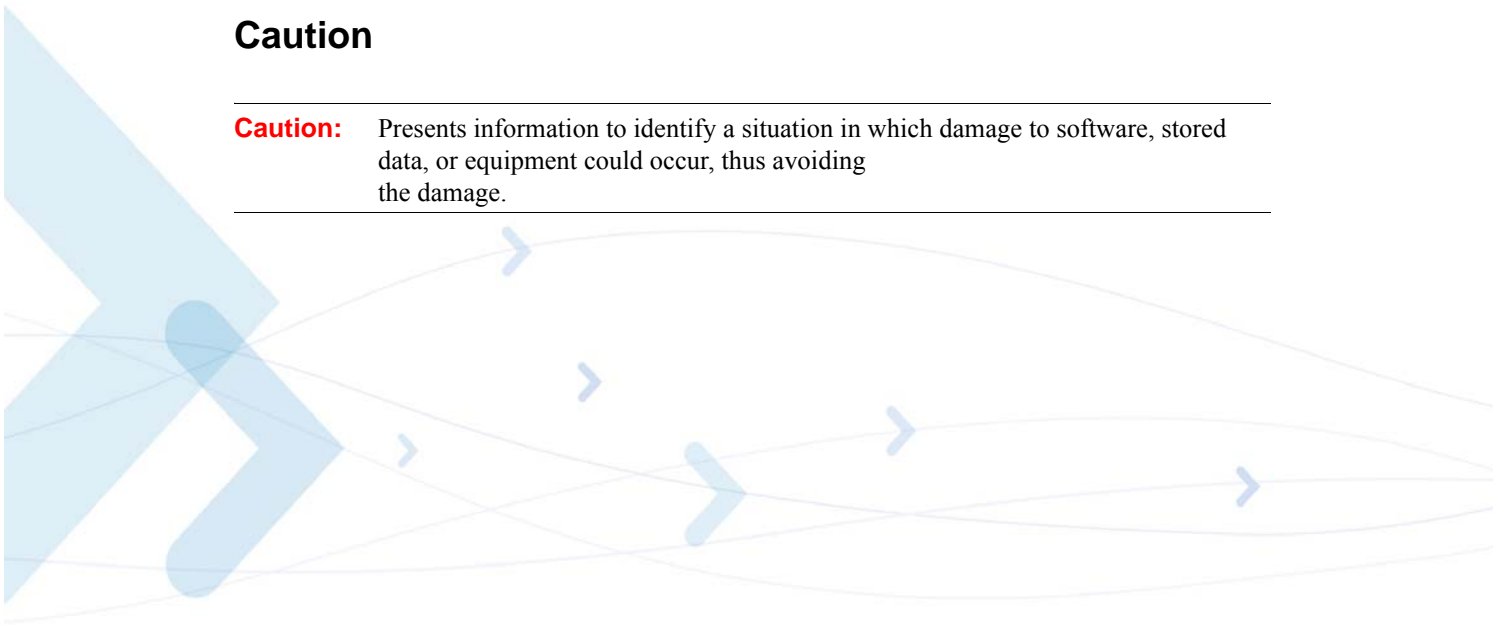 Caution
Caution: Presents information to identify a situation in which damage to software, stored
data, or equipment could occur, thus avoiding
the damage.